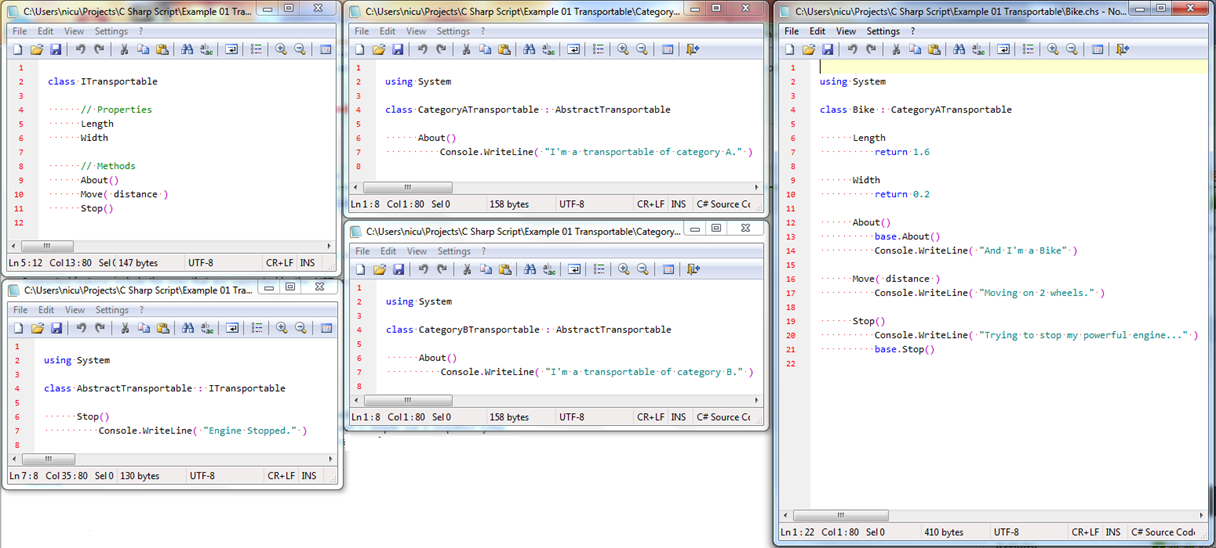 C:\Users\nicu\Projects\C Sharp Script\Example 01 Tra...
File Edit View Settings ?
1
2 class ITransportable
3
4 // Properties
5 Length
6 Width
7
8 // Methods
9 About()
10 Move( distance )
11 Stop()
12
Ln 5 : 12 Col 13 : 80 Sel ( 147 bytes UTF-8 CR+LF INS
C:\Users\nicu\Projects\C Sharp Script\Example 01 Tra...
File Edit View Settings ?
1
2 using System
3
4 class AbstractTransportable : ITransportable
5
6 Stop()
7 Console.WriteLine( "Engine Stopped." )
8
Ln 7 : 8 Col 35 : 80 Sel 0 130 bytes UTF-8 CR+LF INS
C:\Users\nicu\Projects\C Sharp Script\Example 01 Transportable\Category...
File Edit View Settings ?
1
2 using System
3
4 class CategoryATransportable : AbstractTransportable
5
6 About()
7 Console.WriteLine( "I'm a transportable of category A." )
8
Ln 1 : 8 Col 1 : 80 Sel 0 158 bytes UTF-8 CR+LF INS C# Source Cc
C:\Users\nicu\Projects\C Sharp Script\Example 01 Transportable\Category...
File Edit View Settings ?
1
2 using System
3
4 class CategoryBTransportable : AbstractTransportable
5
6 About()
7 Console.WriteLine( "I'm a transportable of category B." )
8
Ln 1 : 8 Col 1 : 80 Sel 0 158 bytes UTF-8 CR+LF INS C# Source Cc
C:\Users\nicu\Projects\C Sharp Script\Example 01 Transportable\Bike.chs - No...
File Edit View Settings ?
1
2 using System
3
4 class Bike : CategoryATransportable
5
6 Length
7 return 1.6
8
9 Width
10 return 0.2
11
12 About()
13 base.About()
14 Console.WriteLine( "And I'm a Bike" )
15
16 Move( distance )
17 Console.WriteLine( "Moving on 2 wheels." )
18
19 Stop()
20 Console.WriteLine( "Trying to stop my powerful engine..." )
21 base.Stop()
22
Ln 1 : 22 Col 1 : 80 Sel 0 410 bytes UTF-8 CR+LF INS C# Source Code